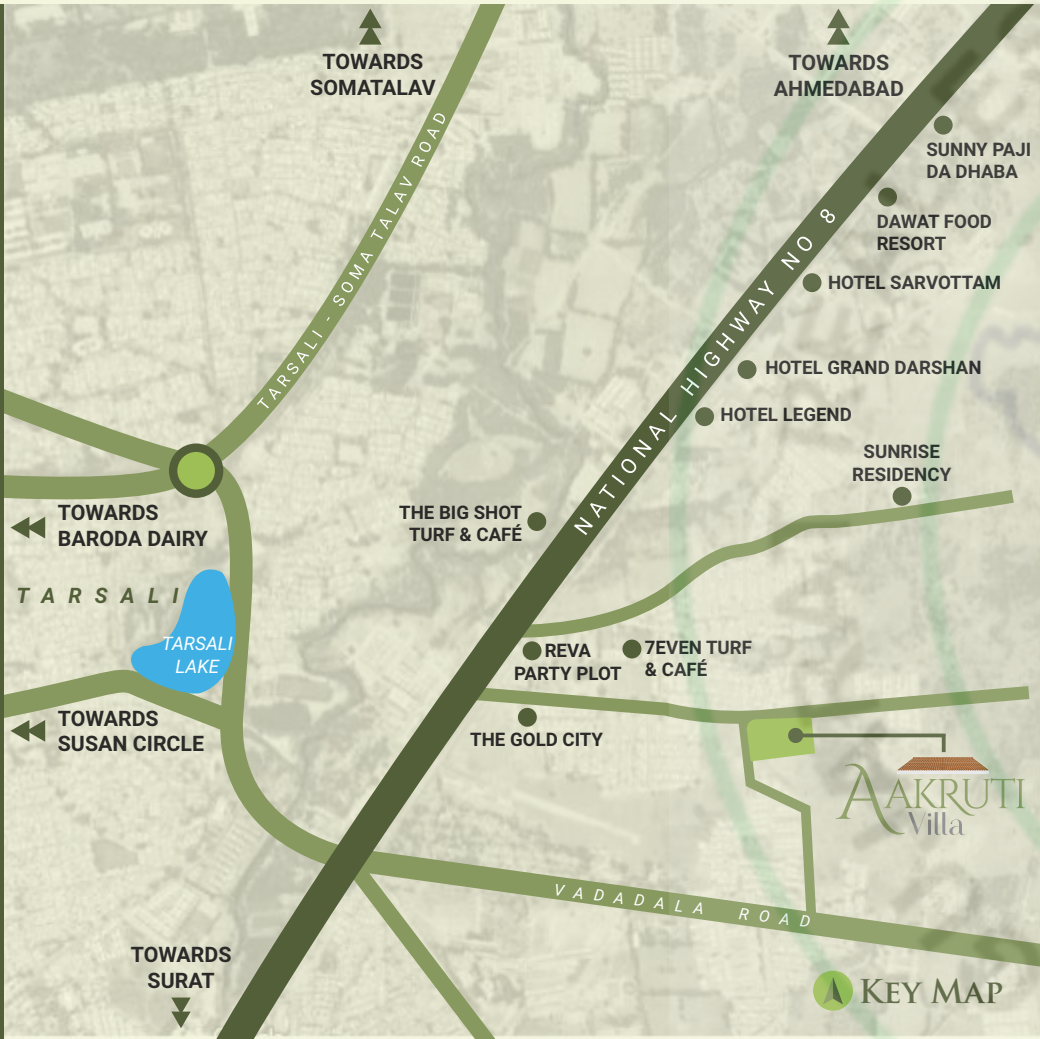 TOWARDS
SOMATALAV
TOWARDS
AHMEDABAD
TARSALI - SOMA TALAV ROAD
SUNNY PAJI
DA DHABA
DAWAT FOOD
RESORT
NATIONAL HIGHWAY NO 8
HOTEL SARVOTTAM
HOTEL GRAND DARSHAN
HOTEL LEGEND
SUNRISE
RESIDENCY
THE BIG SHOT
TURF & CAFÉ
TOWARDS
BARODA DAIRY
TARSALI
TARSALI
LAKE
REVA
PARTY PLOT
7EVEN TURF
& CAFÉ
TOWARDS
SUSAN CIRCLE
THE GOLD CITY
AAKRUTI
Villa
VADADALA ROAD
TOWARDS
SURAT
KEY MAP